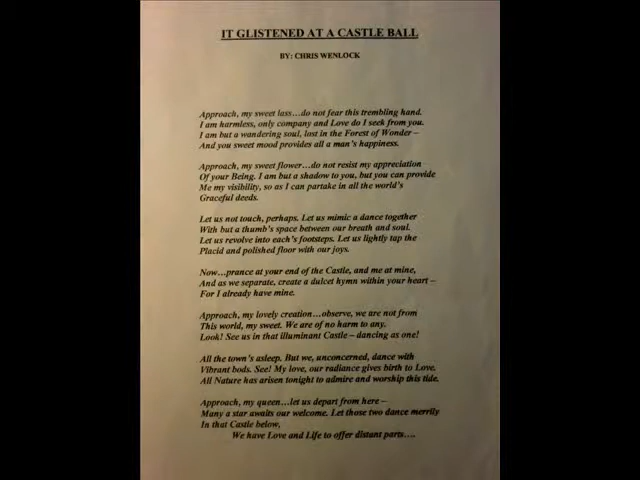 IT GLISTENED AT A CASTLE BALL
BY: CHRIS WENLOCK
Approach, my sweet lass…do not fear this trembling hand.
I am harmless, only company and Love do I seek from you.
I am but a wandering soul, lost in the Forest of Wonder –
And you sweet mood provides all a man's happiness.
Approach, my sweet flower…do not resist my appreciation
Of your Being. I am but a shadow to you, but you can provide
Me my visibility, so as I can partake in all the world's
Graceful deeds.
Let us not touch, perhaps. Let us mimic a dance together
With but a thumb's space between our breath and soul.
Let us revolve into each's footsteps. Let us lightly tap the
Placid and polished floor with our joys.
Now…prance at your end of the Castle, and me at mine,
And as we separate, create a dulcet hymn within your heart –
For I already have mine.
Approach, my lovely creation…observe, we are not from
This world, my sweet. We are of no harm to any.
Look! See us in that illuminant Castle – dancing as one!
All the town's asleep. But we, unconcerned, dance with
Vibrant bods. See! My love, our radiance gives birth to Love.
All Nature has arisen tonight to admire and worship this tide.
Approach, my queen…let us depart from here –
Many a star awaits our welcome. Let those two dance merrily
In that Castle below,
We have Love and Life to offer distant parts….